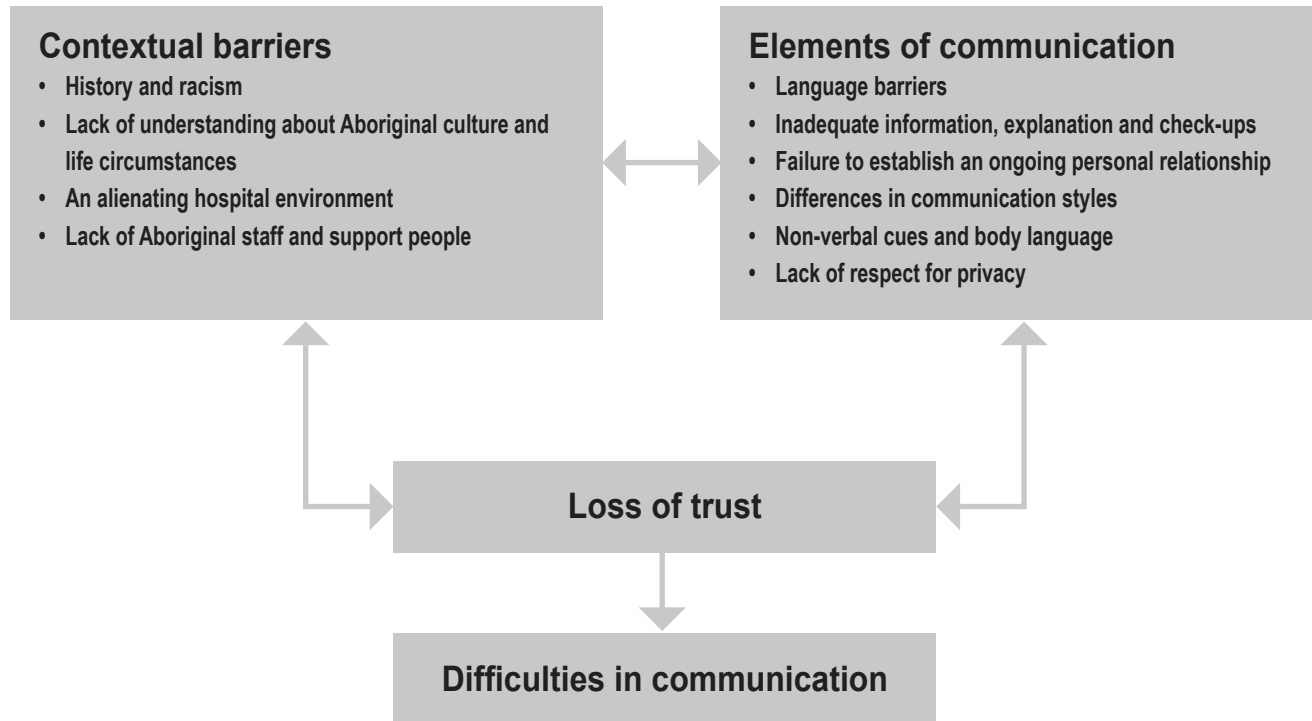 Contextual barriers
• History and racism
• Lack of understanding about Aboriginal culture and
life circumstances
• An alienating hospital environment
• Lack of Aboriginal staff and support people
Elements of communication
• Language barriers
• Inadequate information, explanation and check-ups
• Failure to establish an ongoing personal relationship
• Differences in communication styles
• Non-verbal cues and body language
• Lack of respect for privacy
Loss of trust
Difficulties in communication